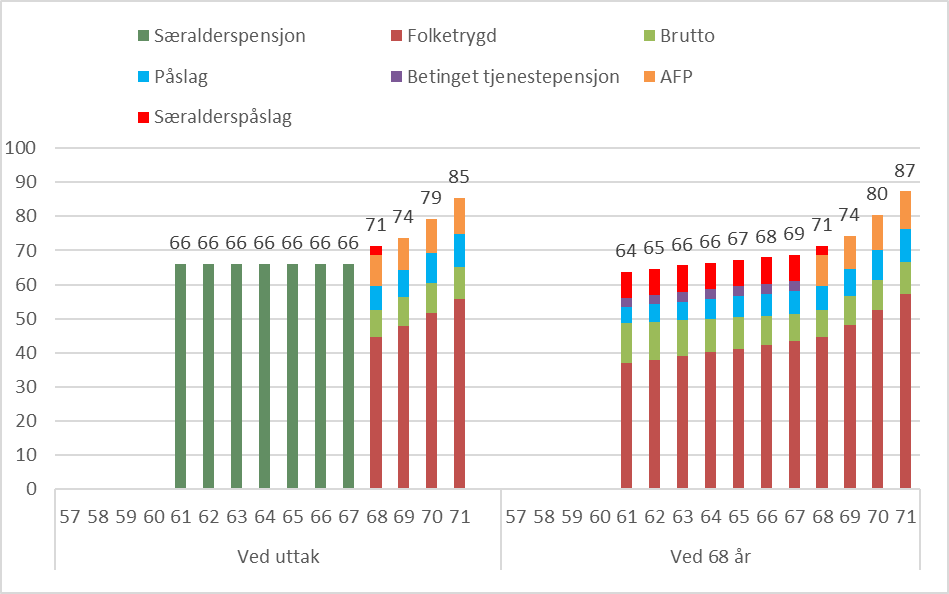 Særalderspensjon Folketrygd Brutto
Påslag Betinget tjenestepensjon AFP
Særalderspåslag
100
90
80
70
60
50
40
30
20
10
0
66 66 66 66 66 66 66 71 74 79 85
64 65 66 66 67 68 69 71 74 80 87
57 58 59 60 61 62 63 64 65 66 67 68 69 70 71 57 58 59 60 61 62 63 64 65 66 67 68 69 70 71
Ved uttak Ved 68 år